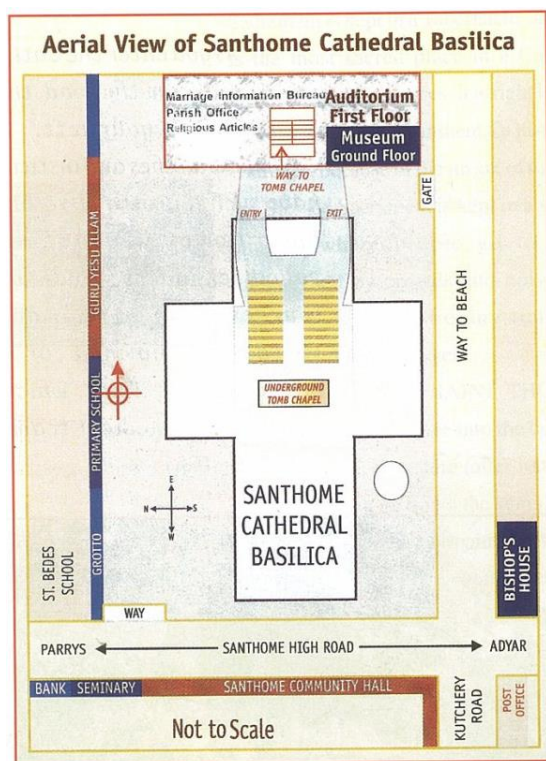 Aerial View of Santhome Cathedral Basilica
Marriage Information Bureau
Parish Office
Religious Articles
Auditorium
First Floor
Museum
Ground Floor
WAY TO
TOMB CHAPEL
ENTRY
EXIT
GATE
GURU YESU ILLAM
WAY TO BEACH
PRIMARY SCHOOL
UNDERGROUND
TOMB CHAPEL
SANTHOME
CATHEDRAL
BASILICA
E
N
S
W
GROTTO
ST. BEDES
SCHOOL
BISHOP'S
HOUSE
WAY
PARRYS
SANTHOME HIGH ROAD
ADYAR
BANK
SEMINARY
SANTHOME COMMUNITY HALL
KUTCHERY
ROAD
POST
OFFICE
Not to Scale